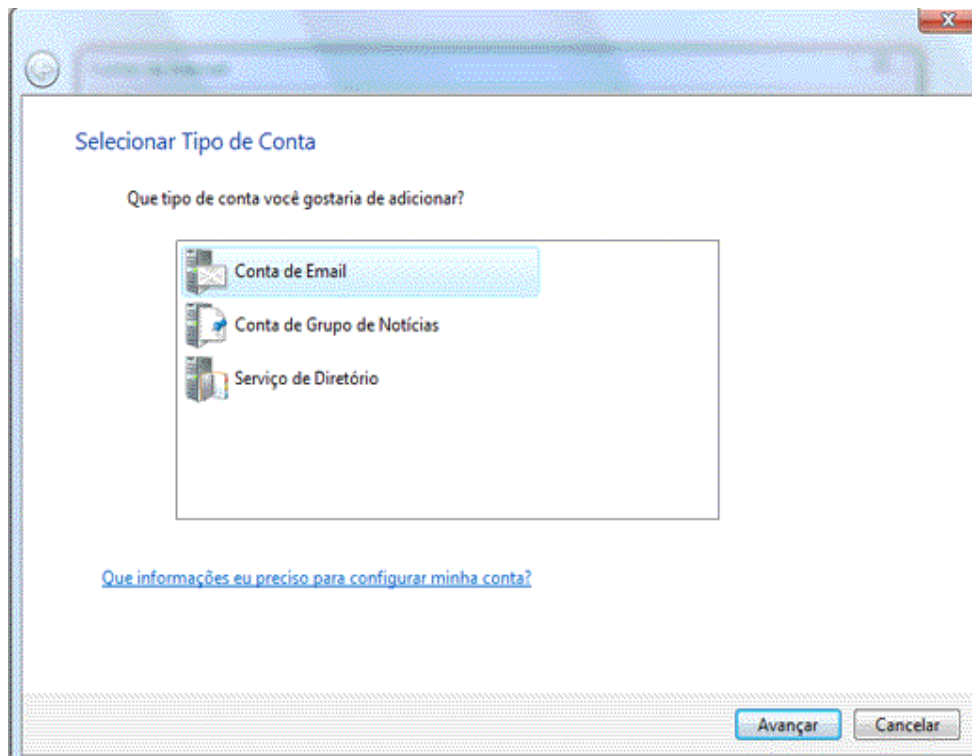 Selecionar Tipo de Conta
Que tipo de conta você gostaria de adicionar?
Conta de Email
Conta de Grupo de Notícias
Serviço de Diretório
Que informações eu preciso para configurar minha conta?
Avançar Cancelar